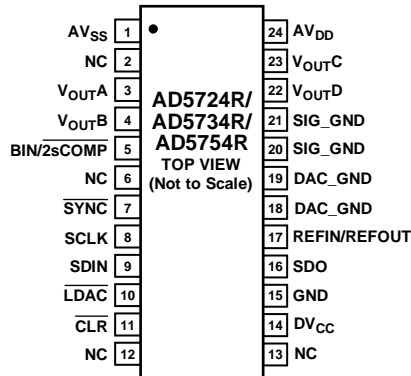 AVSS 1
NC 2
VOUTA 3
VOUTB 4
BIN/2sCOMP 5
NC 6
SYNC 7
SCLK 8
SDIN 9
LDAC 10
CLR 11
NC 12
AD5724R/
AD5734R/
AD5754R
TOP VIEW
(Not to Scale)
24 AVDD
23 VOUTC
22 VOUTD
21 SIG_GND
20 SIG_GND
19 DAC_GND
18 DAC_GND
17 REFIN/REFOUT
16 SDO
15 GND
14 DVCC
13 NC